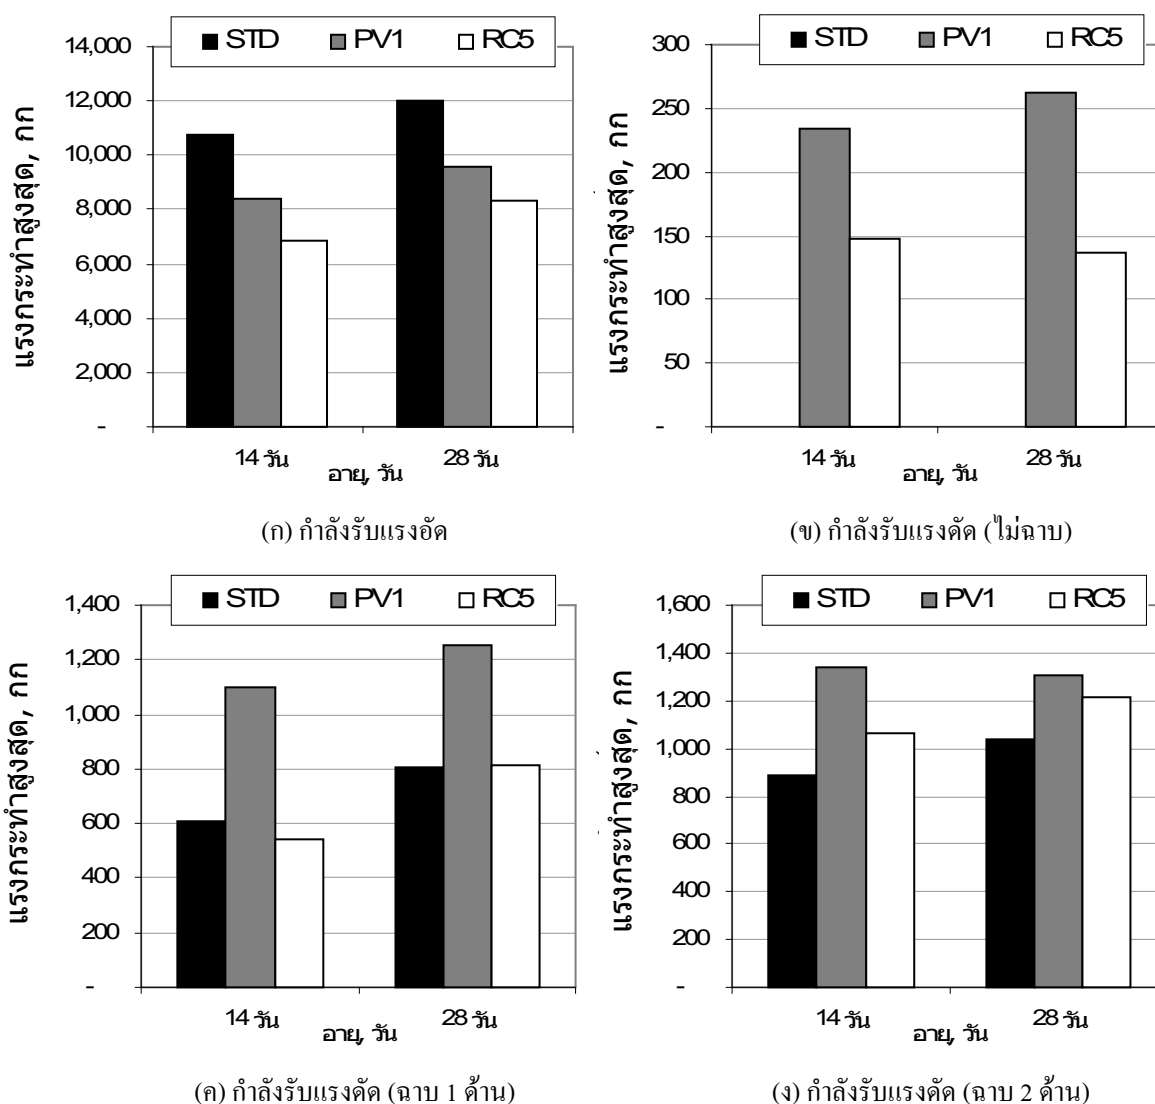 STD PV1 RC5
14,000
12,000
10,000
8,000
6,000
4,000
2,000
-
แรงกระทำสูงสุด, กก
14 วัน 28 วัน
อายุ, วัน
(ก) กำลังรับแรงอัด
STD PV1 RC5
300
250
200
150
100
50
-
แรงกระทำสูงสุด, กก
14 วัน 28 วัน
อายุ, วัน
(ข) กำลังรับแรงดัด (ไม่ฉาบ)
STD PV1 RC5
1,400
1,200
1,000
800
600
400
200
-
แรงกระทำสูงสุด, กก
14 วัน 28 วัน
อายุ, วัน
(ค) กำลังรับแรงดัด (ฉาบ 1 ด้าน)
STD PV1 RC5
1,600
1,400
1,200
1,000
800
600
400
200
-
แรงกระทำสูงสุด, กก
14 วัน 28 วัน
อายุ, วัน
(ง) กำลังรับแรงดัด (ฉาบ 2 ด้าน)